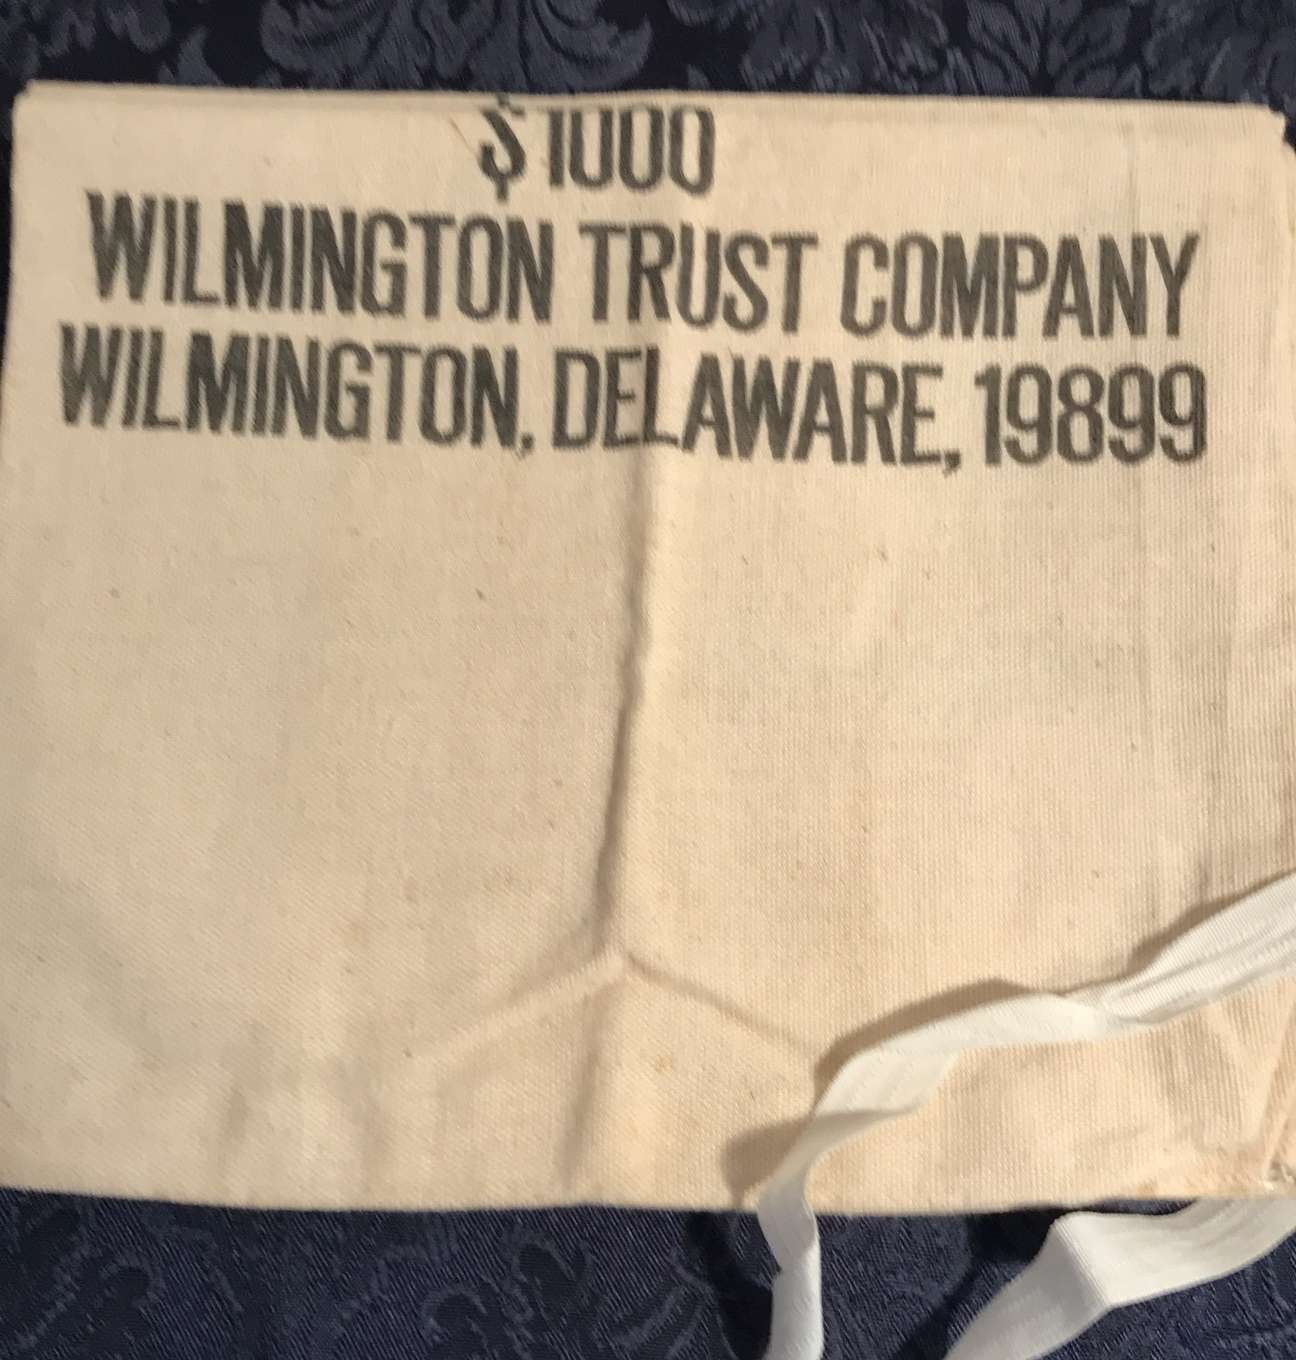 $1000
WILMINGTON TRUST COMPANY
WILMINGTON, DELAWARE, 19899